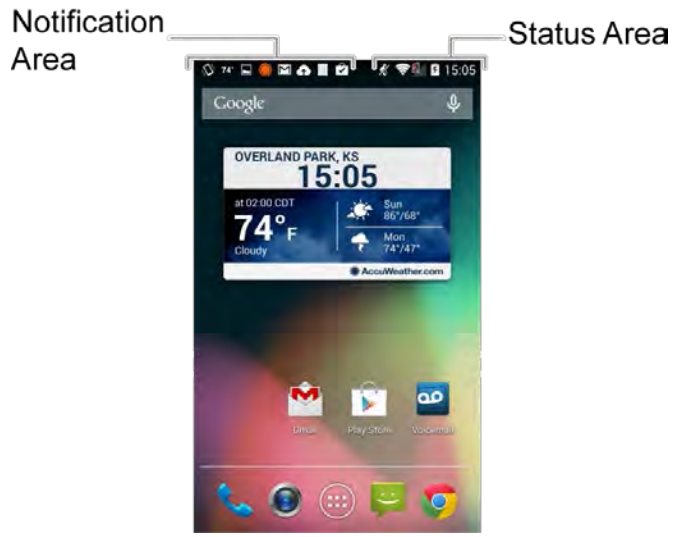 Notification
Area
Status Area
74°
15:05
Google
OVERLAND PARK, KS
15:05
at 02:00 CDT
74°F
Cloudy
Sun
86°/68°
Mon
74°/47°
AccuWeather.com
Gmail
Play Store
Voicemail